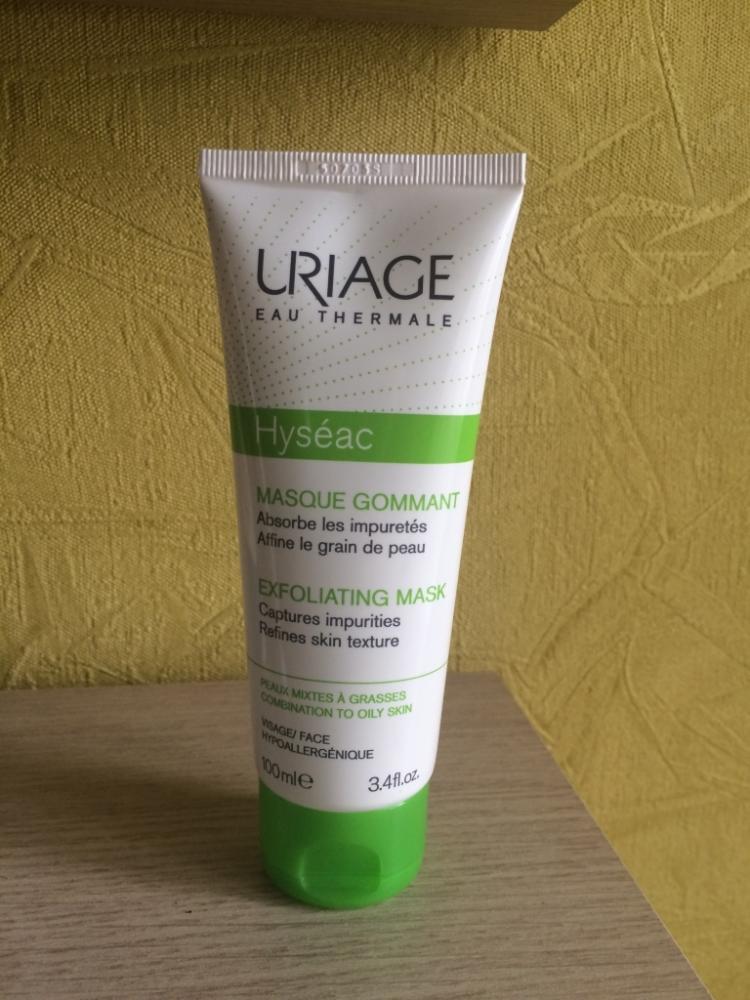 URIAGE
EAU THERMALE
Hyséac
MASQUE GOMMANT
Absorbe les impuretés
Affine le grain de peau
EXFOLIATING MASK
Captures impurities
Refines skin texture
PEAUX MIXTES À GRASSES
COMBINATION TO OILY SKIN
VISAGE/ FACE
HYPOALLERGÉNIQUE
100ml℮ 3.4fl.oz.